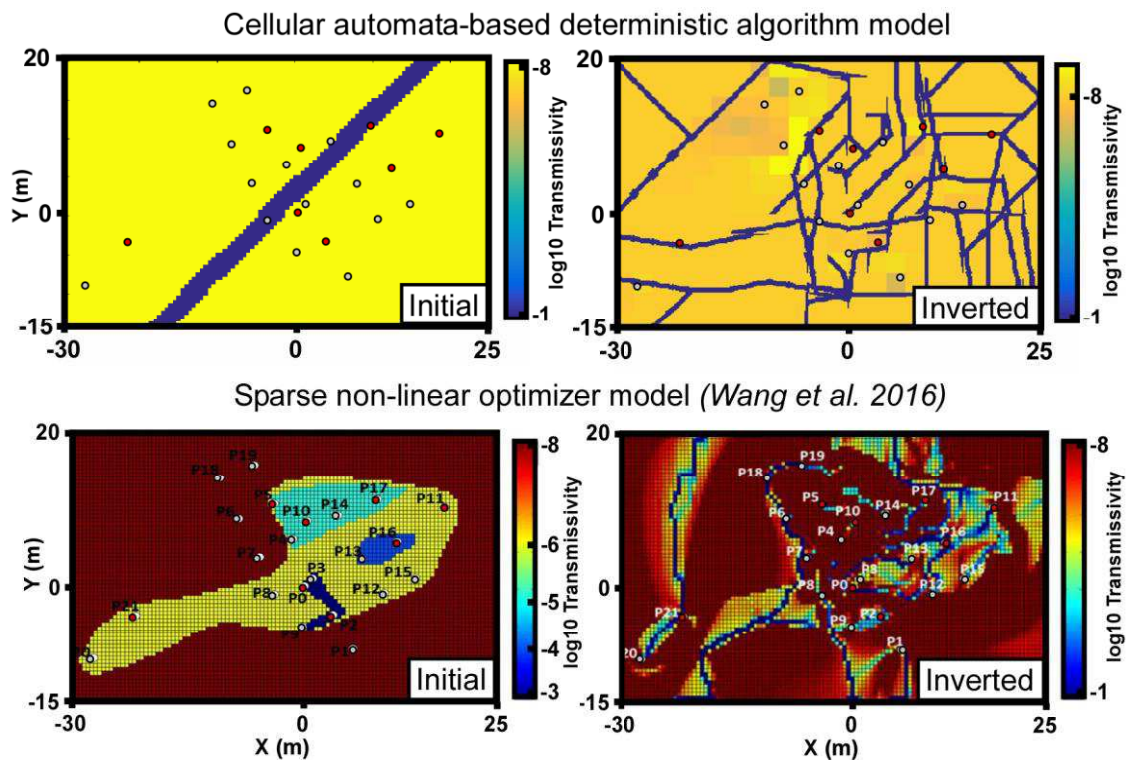 Cellular automata-based deterministic algorithm model
20
0
-15
Y (m)
-30
0
25
Initial
-8
-1
log10 Transmissivity
20
0
-15
-30
0
25
Inverted
-8
-1
log10 Transmissivity
Sparse non-linear optimizer model (Wang et al. 2016)
20
0
-15
Y (m)
P19
P18
P17
P5
P14
P11
P10
P6
P16
P7
P13
P3
P15
P0
P12
P8
P21
P2
P9
P1
20
Initial
-30
0
25
X (m)
-8
-7
-6
-5
-4
-3
log10 Transmissivity
20
0
-15
P19
P18
P17
P5
P14
P11
P10
P6
P4
P16
P7
P13
P8
P15
P8
P0
P12
P21
P2
P9
P1
20
Inverted
-30
0
25
X (m)
-8
-1
log10 Transmissivity